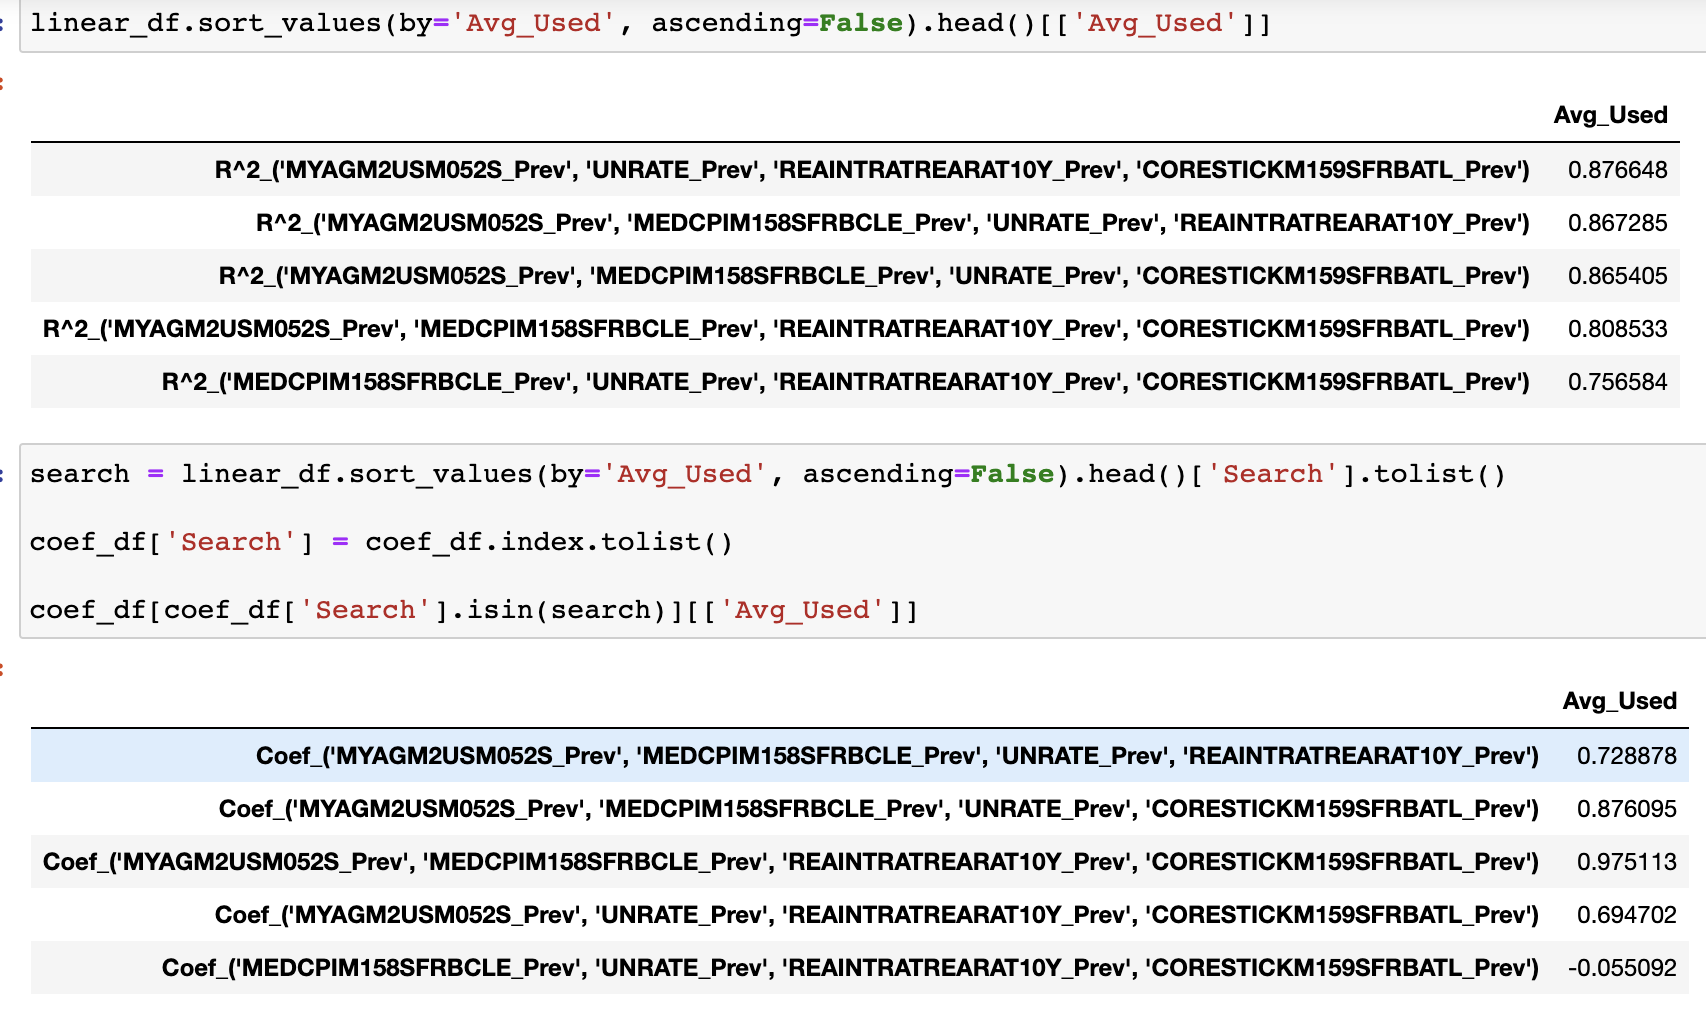 linear_df.sort_values(by='Avg_Used', ascending=False).head()[['Avg_Used']]
Avg_Used
R^2_('MYAGM2USM052S_Prev', 'UNRATE_Prev', 'REAINTRATREARAT10Y_Prev', 'CORESTICKM159SFRBATL_Prev') 0.876648
R^2_('MYAGM2USM052S_Prev', 'MEDCPIM158SFRBCLE_Prev', 'UNRATE_Prev', 'REAINTRATREARAT10Y_Prev') 0.867285
R^2_('MYAGM2USM052S_Prev', 'MEDCPIM158SFRBCLE_Prev', 'UNRATE_Prev', 'CORESTICKM159SFRBATL_Prev') 0.865405
R^2_('MYAGM2USM052S_Prev', 'MEDCPIM158SFRBCLE_Prev', 'REAINTRATREARAT10Y_Prev', 'CORESTICKM159SFRBATL_Prev') 0.808533
R^2_('MEDCPIM158SFRBCLE_Prev', 'UNRATE_Prev', 'REAINTRATREARAT10Y_Prev', 'CORESTICKM159SFRBATL_Prev') 0.756584
search = linear_df.sort_values(by='Avg_Used', ascending=False).head()['Search'].tolist()
coef_df['Search'] = coef_df.index.tolist()
coef_df[coef_df['Search'].isin(search)][['Avg_Used']]
Avg_Used
Coef_('MYAGM2USM052S_Prev', 'MEDCPIM158SFRBCLE_Prev', 'UNRATE_Prev', 'REAINTRATREARAT10Y_Prev') 0.728878
Coef_('MYAGM2USM052S_Prev', 'MEDCPIM158SFRBCLE_Prev', 'UNRATE_Prev', 'CORESTICKM159SFRBATL_Prev') 0.876095
Coef_('MYAGM2USM052S_Prev', 'MEDCPIM158SFRBCLE_Prev', 'REAINTRATREARAT10Y_Prev', 'CORESTICKM159SFRBATL_Prev') 0.975113
Coef_('MYAGM2USM052S_Prev', 'UNRATE_Prev', 'REAINTRATREARAT10Y_Prev', 'CORESTICKM159SFRBATL_Prev') 0.694702
Coef_('MEDCPIM158SFRBCLE_Prev', 'UNRATE_Prev', 'REAINTRATREARAT10Y_Prev', 'CORESTICKM159SFRBATL_Prev') -0.055092